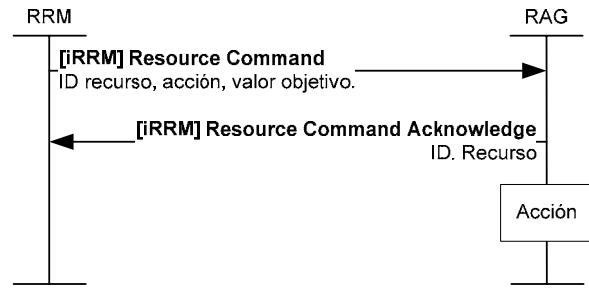 RRM
RAG
[iRRM] Resource Command
ID recurso, acción, valor objetivo.
[iRRM] Resource Command Acknowledge
ID. Recurso
Acción